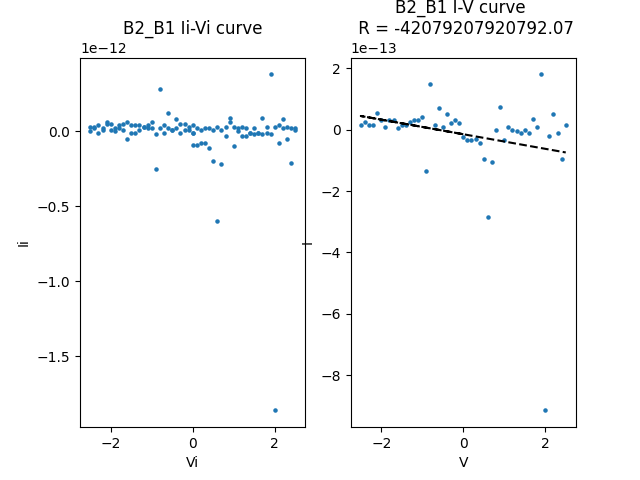 B2_B1 Ii-Vi curve
1e−12
0.0
−0.5
−1.0
−1.5
Ii
−2
0
2
Vi
B2_B1 I-V curve
R = -42079207920792.07
1e−13
2
0
−2
−4
−6
−8
I
−2
0
2
V